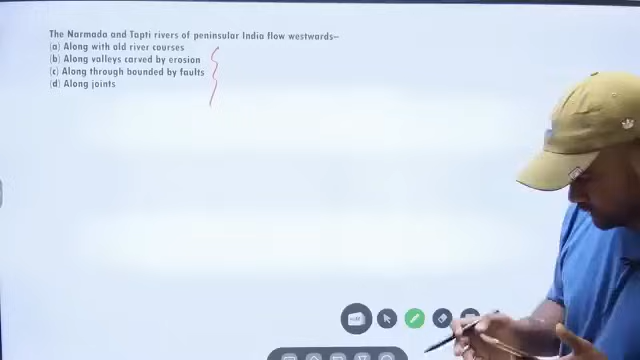 The Narmada and Tapti rivers of peninsular India flow westwards–
(a) Along with old river courses
(b) Along valleys carved by erosion
(c) Along through bounded by faults
(d) Along joints